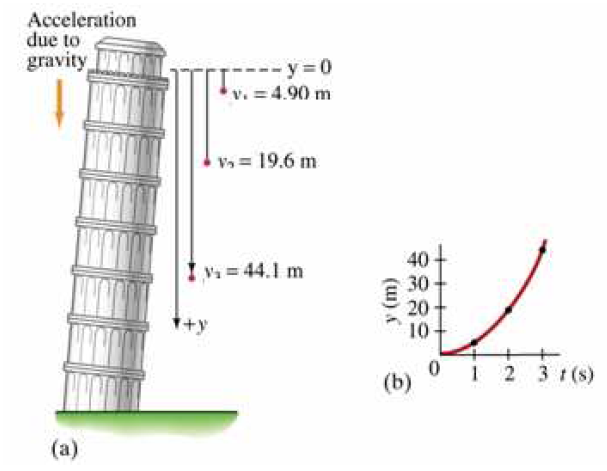 Acceleration
due to
gravity
y = 0
y₁ = 4.90 m
y₂ = 19.6 m
y₃ = 44.1 m
+y
(a)
y (m)
40
30
20
10
0
1 2 3 t (s)
(b)